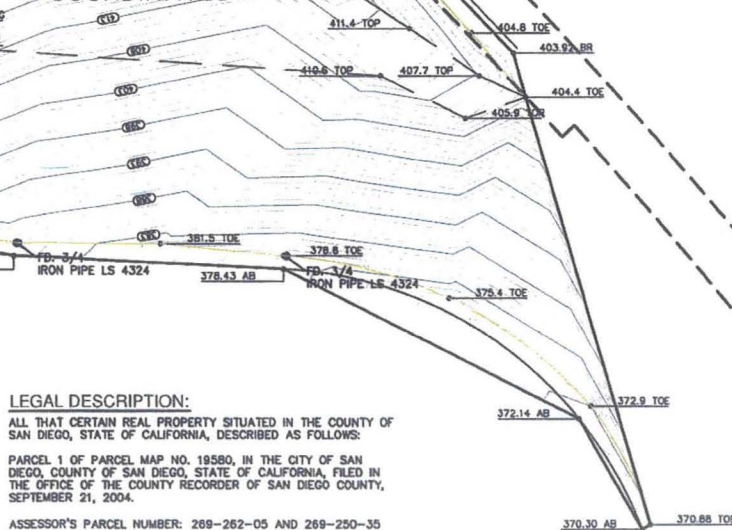 411.4 TOP
404.8 TOE
403.92 BR
410.6 TOP
407.7 TOP
404.4 TOE
405.9 TOP
381.5 TOE
378.6 TOE
FD. 3/4
IRON PIPE LS 4324
378.43 AB
FD. 3/4
IRON PIPE LS 4324
375.4 TOE
372.9 TOE
372.14 AB
370.30 AB
370.88 TOE
LEGAL DESCRIPTION:
ALL THAT CERTAIN REAL PROPERTY SITUATED IN THE COUNTY OF
SAN DIEGO, STATE OF CALIFORNIA, DESCRIBED AS FOLLOWS:
PARCEL 1 OF PARCEL MAP NO. 19580, IN THE CITY OF SAN
DIEGO, COUNTY OF SAN DIEGO, STATE OF CALIFORNIA, FILED IN
THE OFFICE OF THE COUNTY RECORDER OF SAN DIEGO COUNTY,
SEPTEMBER 21, 2004.
ASSESSOR'S PARCEL NUMBER: 269-262-05 AND 269-250-35